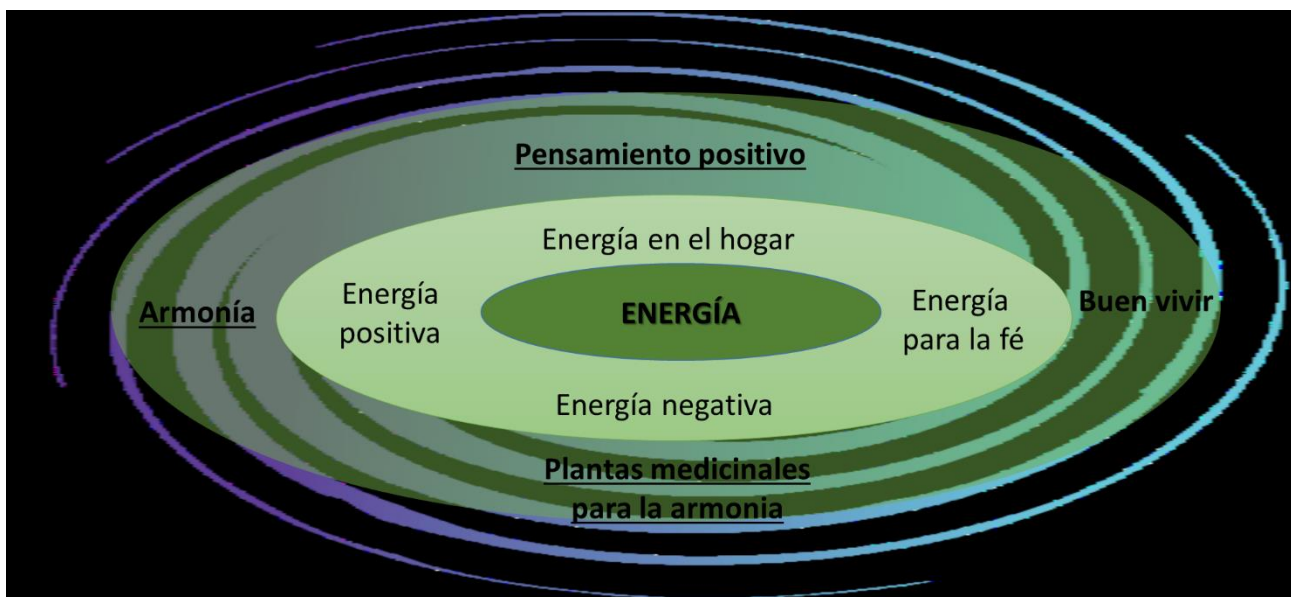 Pensamiento positivo
Energía en el hogar
Armonía
Energía
positiva
ENERGÍA
Energía
para la fé
Buen vivir
Energía negativa
Plantas medicinales
para la armonia